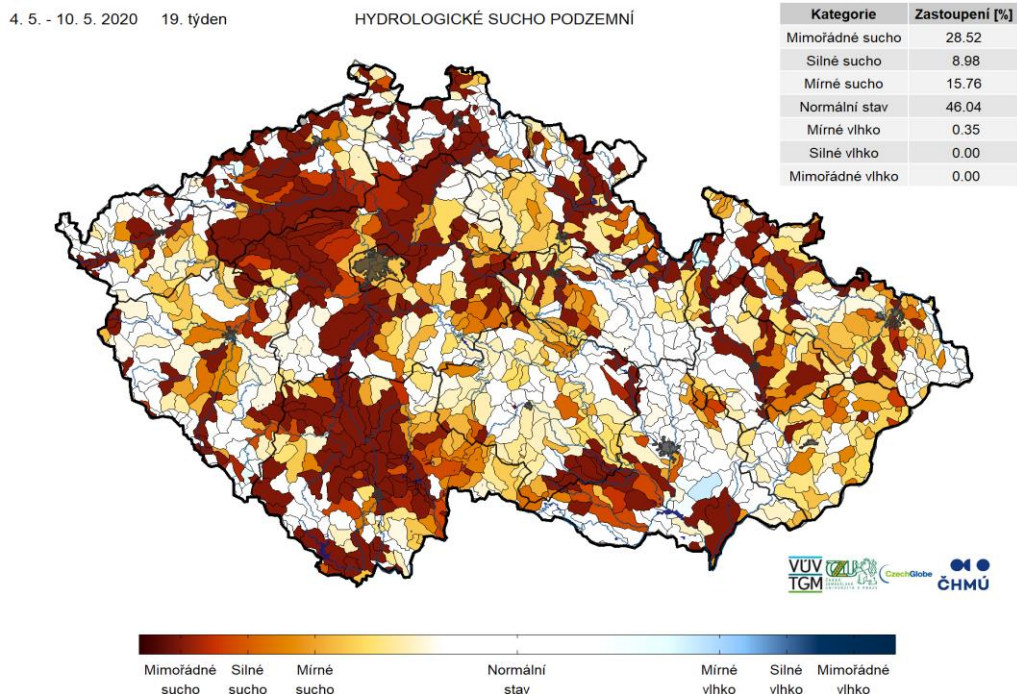 4. 5. - 10. 5. 2020 19. týden HYDROLOGICKÉ SUCHO PODZEMNÍ
Kategorie Zastoupení [%]
Mimořádné sucho 28.52
Silné sucho 8.98
Mírné sucho 15.76
Normální stav 46.04
Mírné vlhko 0.35
Silné vlhko 0.00
Mimořádné vlhko 0.00
VÚV
TGM
CzechGlobe
ČHMÚ
Mimořádné Silné Mírné Normální Mírné Silné Mimořádné
sucho sucho sucho stav vlhko vlhko vlhko